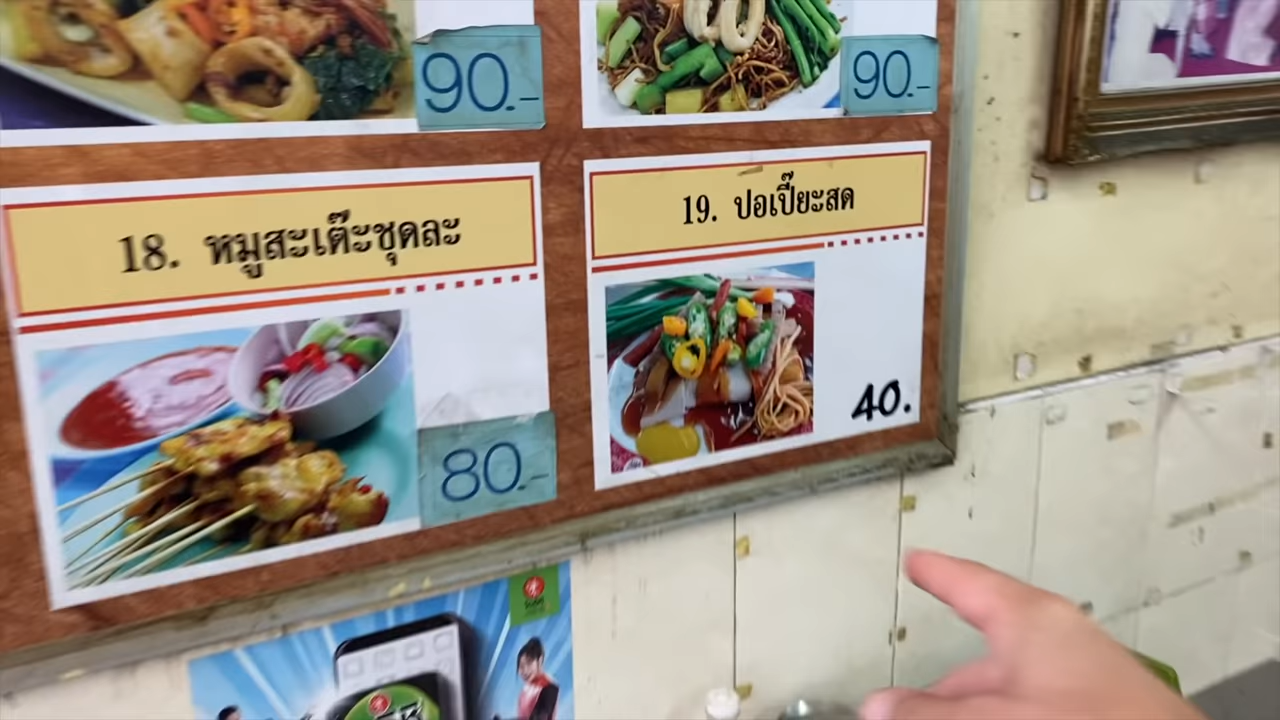 90.-
90.-
18. หมูสะเต๊ะชุดละ
80.-
19. ปอเปี๊ยะสด
40.